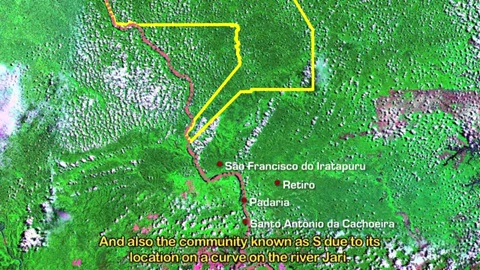 São Francisco do Iratapuru
Retiro
Padaria
Santo Antônio da Cachoeira
And also the community known as S due to its
location on a curve on the river Jari.